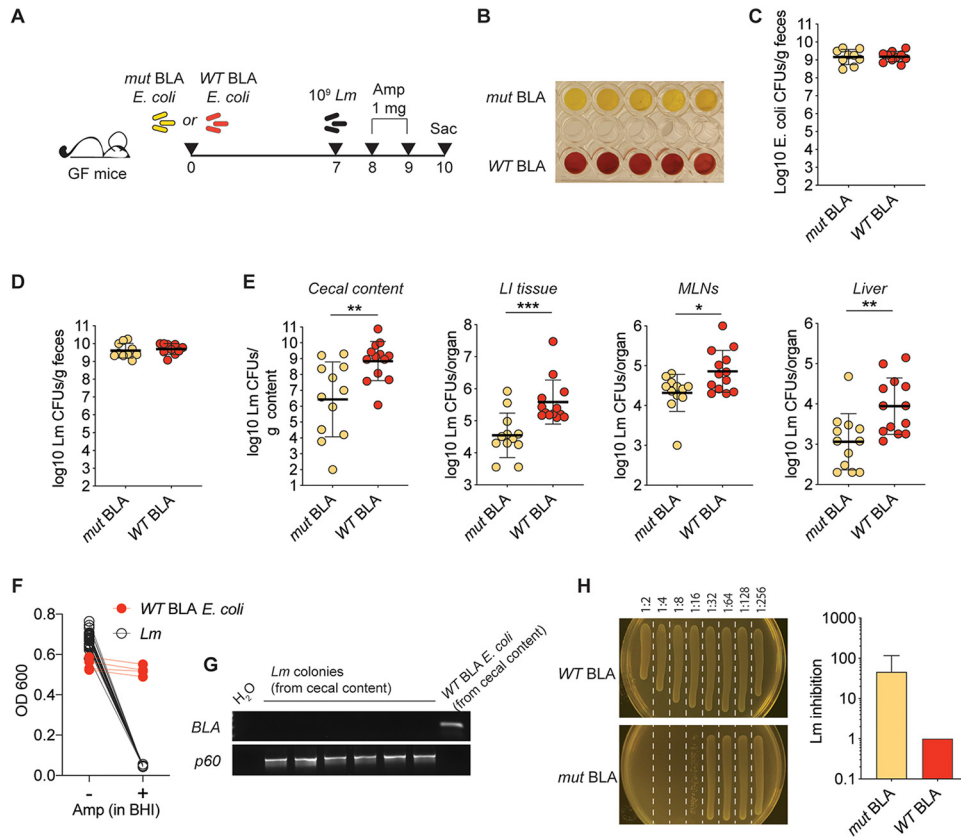 A
mut BLA
E. coli
or
WT BLA
E. coli
10⁹ Lm
Amp
1 mg
Sac
GF mice
0
7
8
9
10
B
mut BLA
WT BLA
C
Log10 E. coli CFUs/g feces
11
10
9
8
7
6
5
4
3
2
mut BLA
WT BLA
D
log10 Lm CFUs/g feces
11
10
9
8
7
6
5
4
3
2
mut BLA
WT BLA
E
Cecal content
**
log10 Lm CFUs/
g content
11
10
9
8
7
6
5
4
3
2
1
mut BLA
WT BLA
LI tissue
***
log10 Lm CFUs/organ
8
7
6
5
4
3
mut BLA
WT BLA
MLNs
*
log10 Lm CFUs/organ
6
5
4
3
2
mut BLA
WT BLA
Liver
**
log10 Lm CFUs/organ
6
5
4
3
2
mut BLA
WT BLA
F
WT BLA E. coli
Lm
OD 600
0.8
0.6
0.4
0.2
0.0
- +
Amp (in BHI)
G
H₂O
Lm colonies
(from cecal content)
WT BLA E. coli
(from cecal content)
BLA
p60
H
1:2
1:4
1:8
1:16
1:32
1:64
1:128
1:256
WT BLA
mut BLA
Lm inhibition
1000
100
10
1
0.1
mut BLA
WT BLA